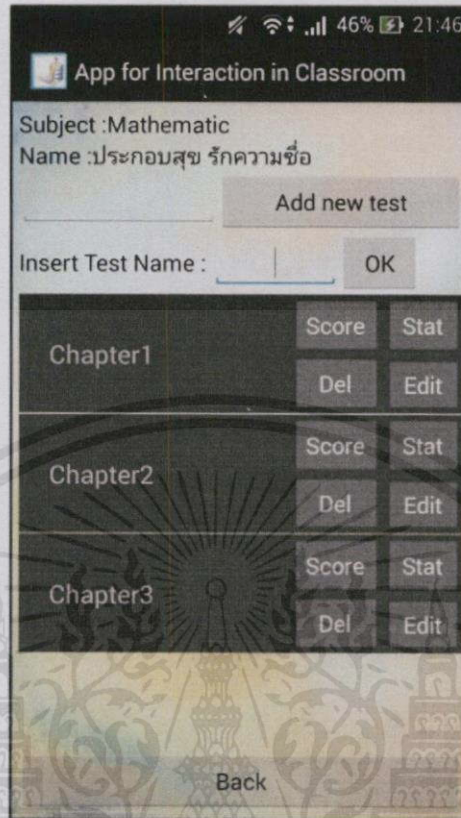 46% 21:46
App for Interaction in Classroom
Subject :Mathematic
Name :ประกอบสุข รักความชื่อ
Add new test
Insert Test Name : OK
Chapter1
Score Stat
Del Edit
Chapter2
Score Stat
Del Edit
Chapter3
Score Stat
Del Edit
Back